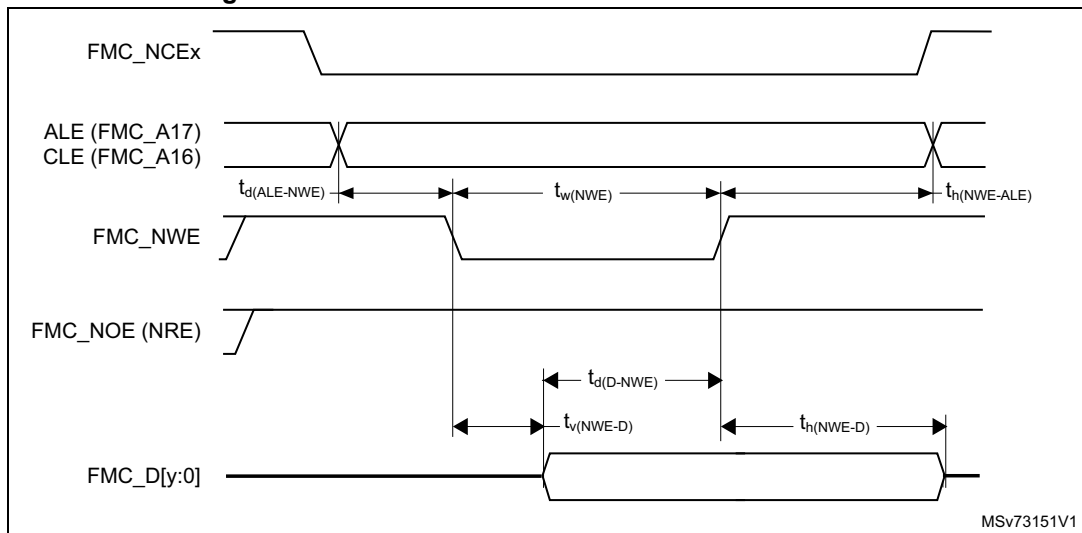 FMC_NCEx
ALE (FMC_A17)
CLE (FMC_A16)
td(ALE-NWE)
tw(NWE)
th(NWE-ALE)
FMC_NWE
FMC_NOE (NRE)
td(D-NWE)
tv(NWE-D)
th(NWE-D)
FMC_D[y:0]
MSv73151V1